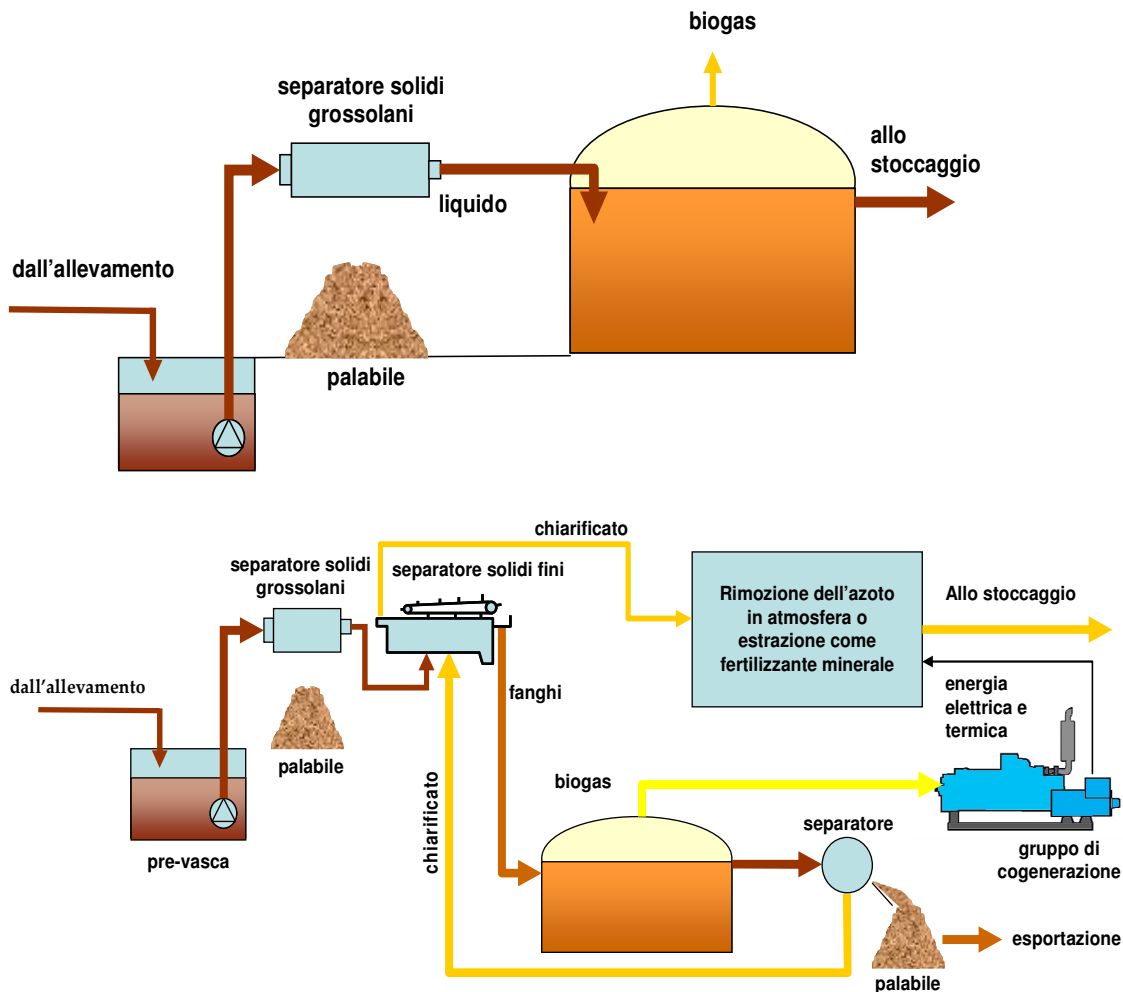 biogas
separatore solidi
grossolani
allo
stoccaggio
liquido
dall'allevamento
palabile
chiarificato
separatore solidi
grossolani
separatore solidi fini
Rimozione dell'azoto
in atmosfera o
estrazione come
fertilizzante minerale
Allo stoccaggio
dall'allevamento
fanghi
energia
elettrica e
termica
palabile
biogas
chiarificato
separatore
pre-vasca
gruppo di
cogenerazione
esportazione
palabile